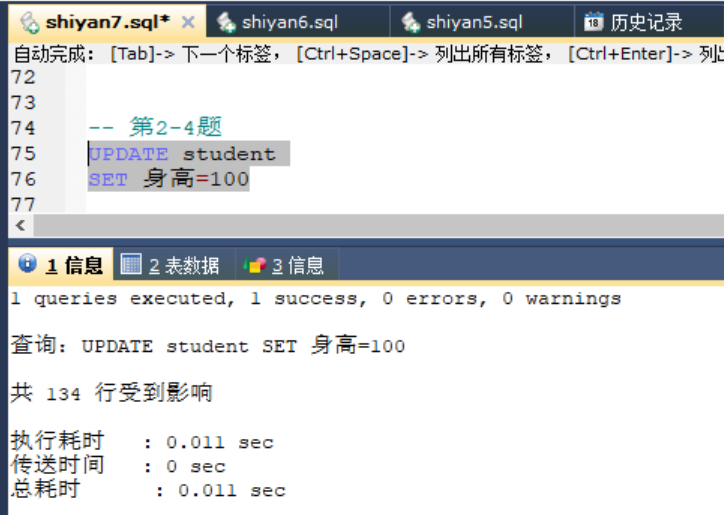 shiyan7.sql* × shiyan6.sql shiyan5.sql 18 历史记录
自动完成: [Tab]-> 下一个标签, [Ctrl+Space]-> 列出所有标签, [Ctrl+Enter]-> 列出
72
73
74 -- 第2-4题
75 UPDATE student
76 SET 身高=100
77
1 信息 2 表数据 3 信息
1 queries executed, 1 success, 0 errors, 0 warnings
查询: UPDATE student SET 身高=100
共 134 行受到影响
执行耗时 : 0.011 sec
传送时间 : 0 sec
总耗时 : 0.011 sec